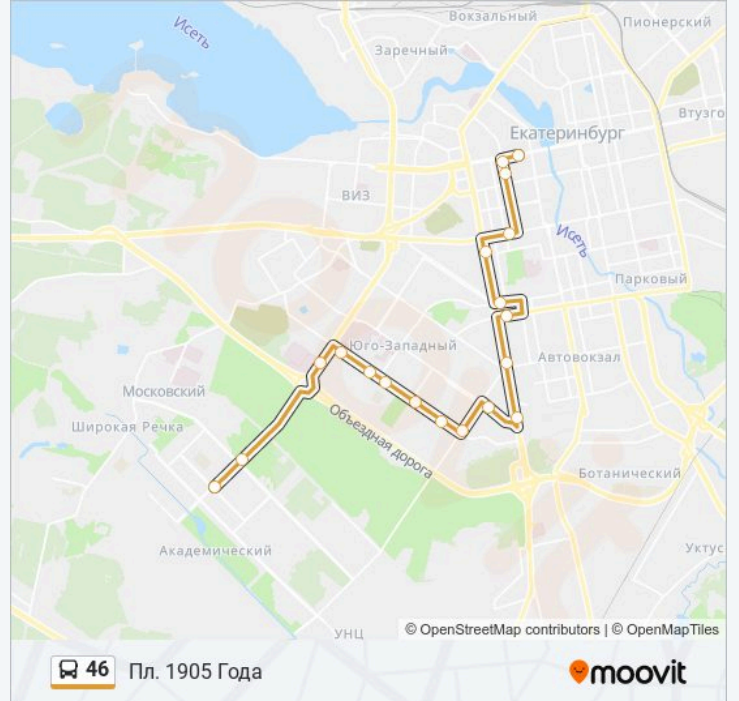 Вокзальный
Пионерский
Исеть
Заречный
Втузго
Екатеринбург
ВИЗ
Исеть
Парковый
Юго-Западный
Автовокзал
Московский
Объездная дорога
Широкая Речка
Ботанический
Академический
Уктус
УНЦ
© OpenStreetMap contributors | © OpenMapTiles
46 Пл. 1905 Года
moovit